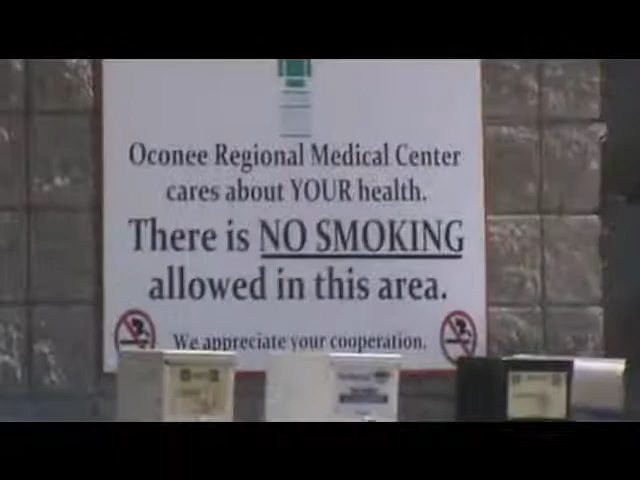 Oconee Regional Medical Center
cares about YOUR health.
There is NO SMOKING
allowed in this area.
We appreciate your cooperation.